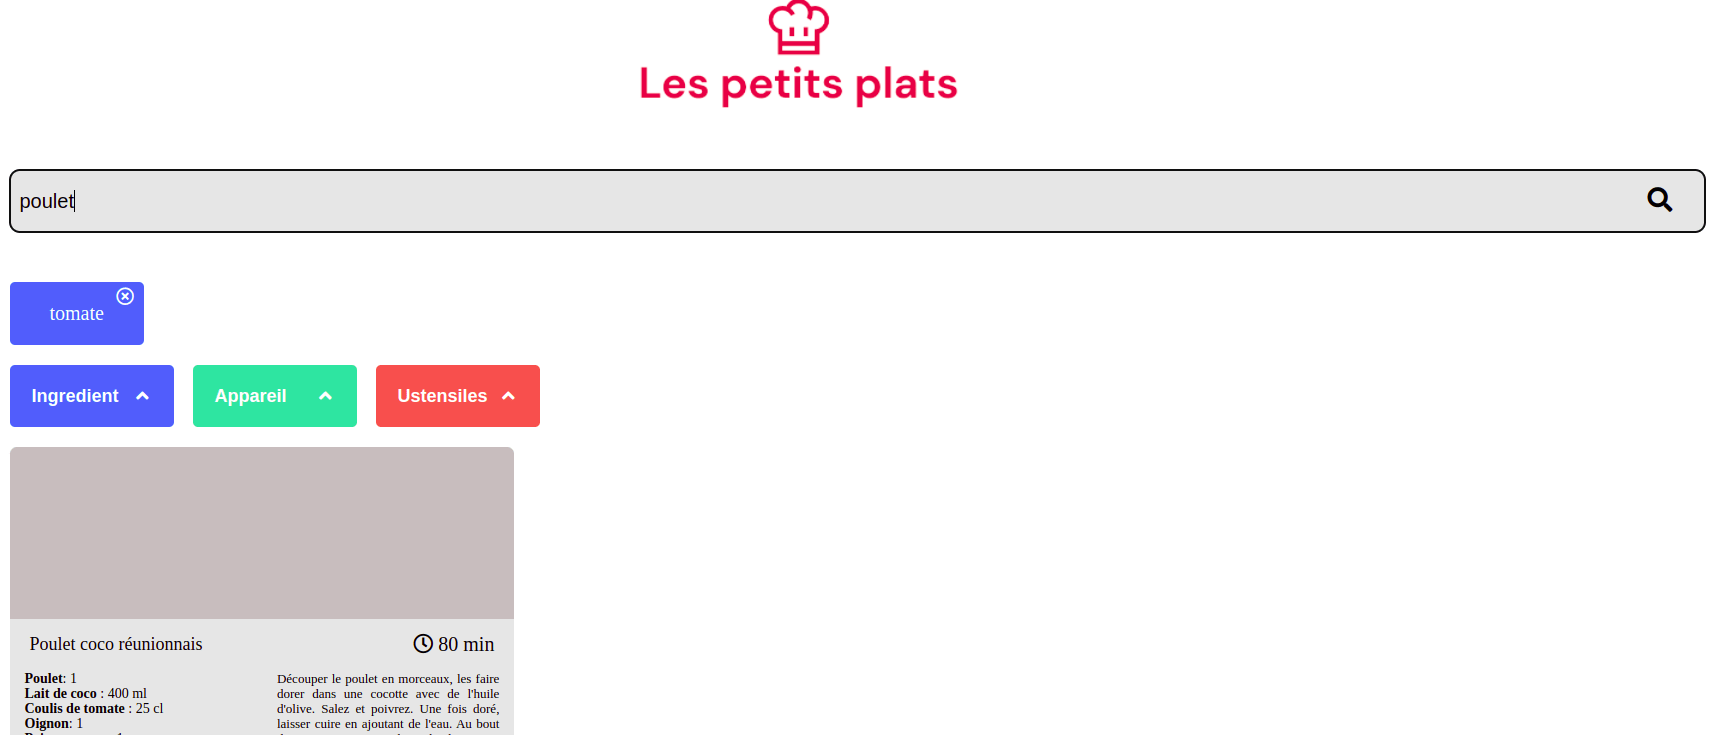 Les petits plats
poulet
tomate
Ingredient
Appareil
Ustensiles
Poulet coco réunionnais
80 min
Poulet: 1
Lait de coco : 400 ml
Coulis de tomate : 25 cl
Oignon: 1
Découper le poulet en morceaux, les faire
dorer dans une cocotte avec de l'huile
d'olive. Salez et poivrez. Une fois doré,
laisser cuire en ajoutant de l'eau. Au bout